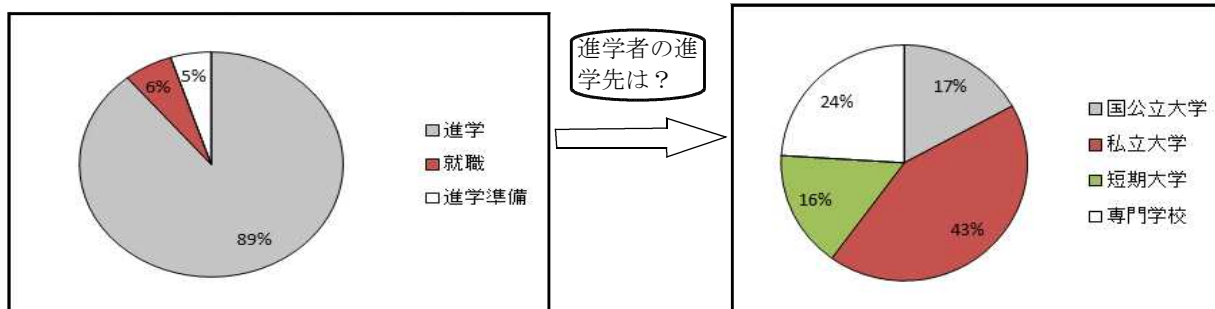 6%
5%
89%
進学
就職
進学準備
進学者の進
学先は？
17%
43%
16%
24%
国公立大学
私立大学
短期大学
専門学校